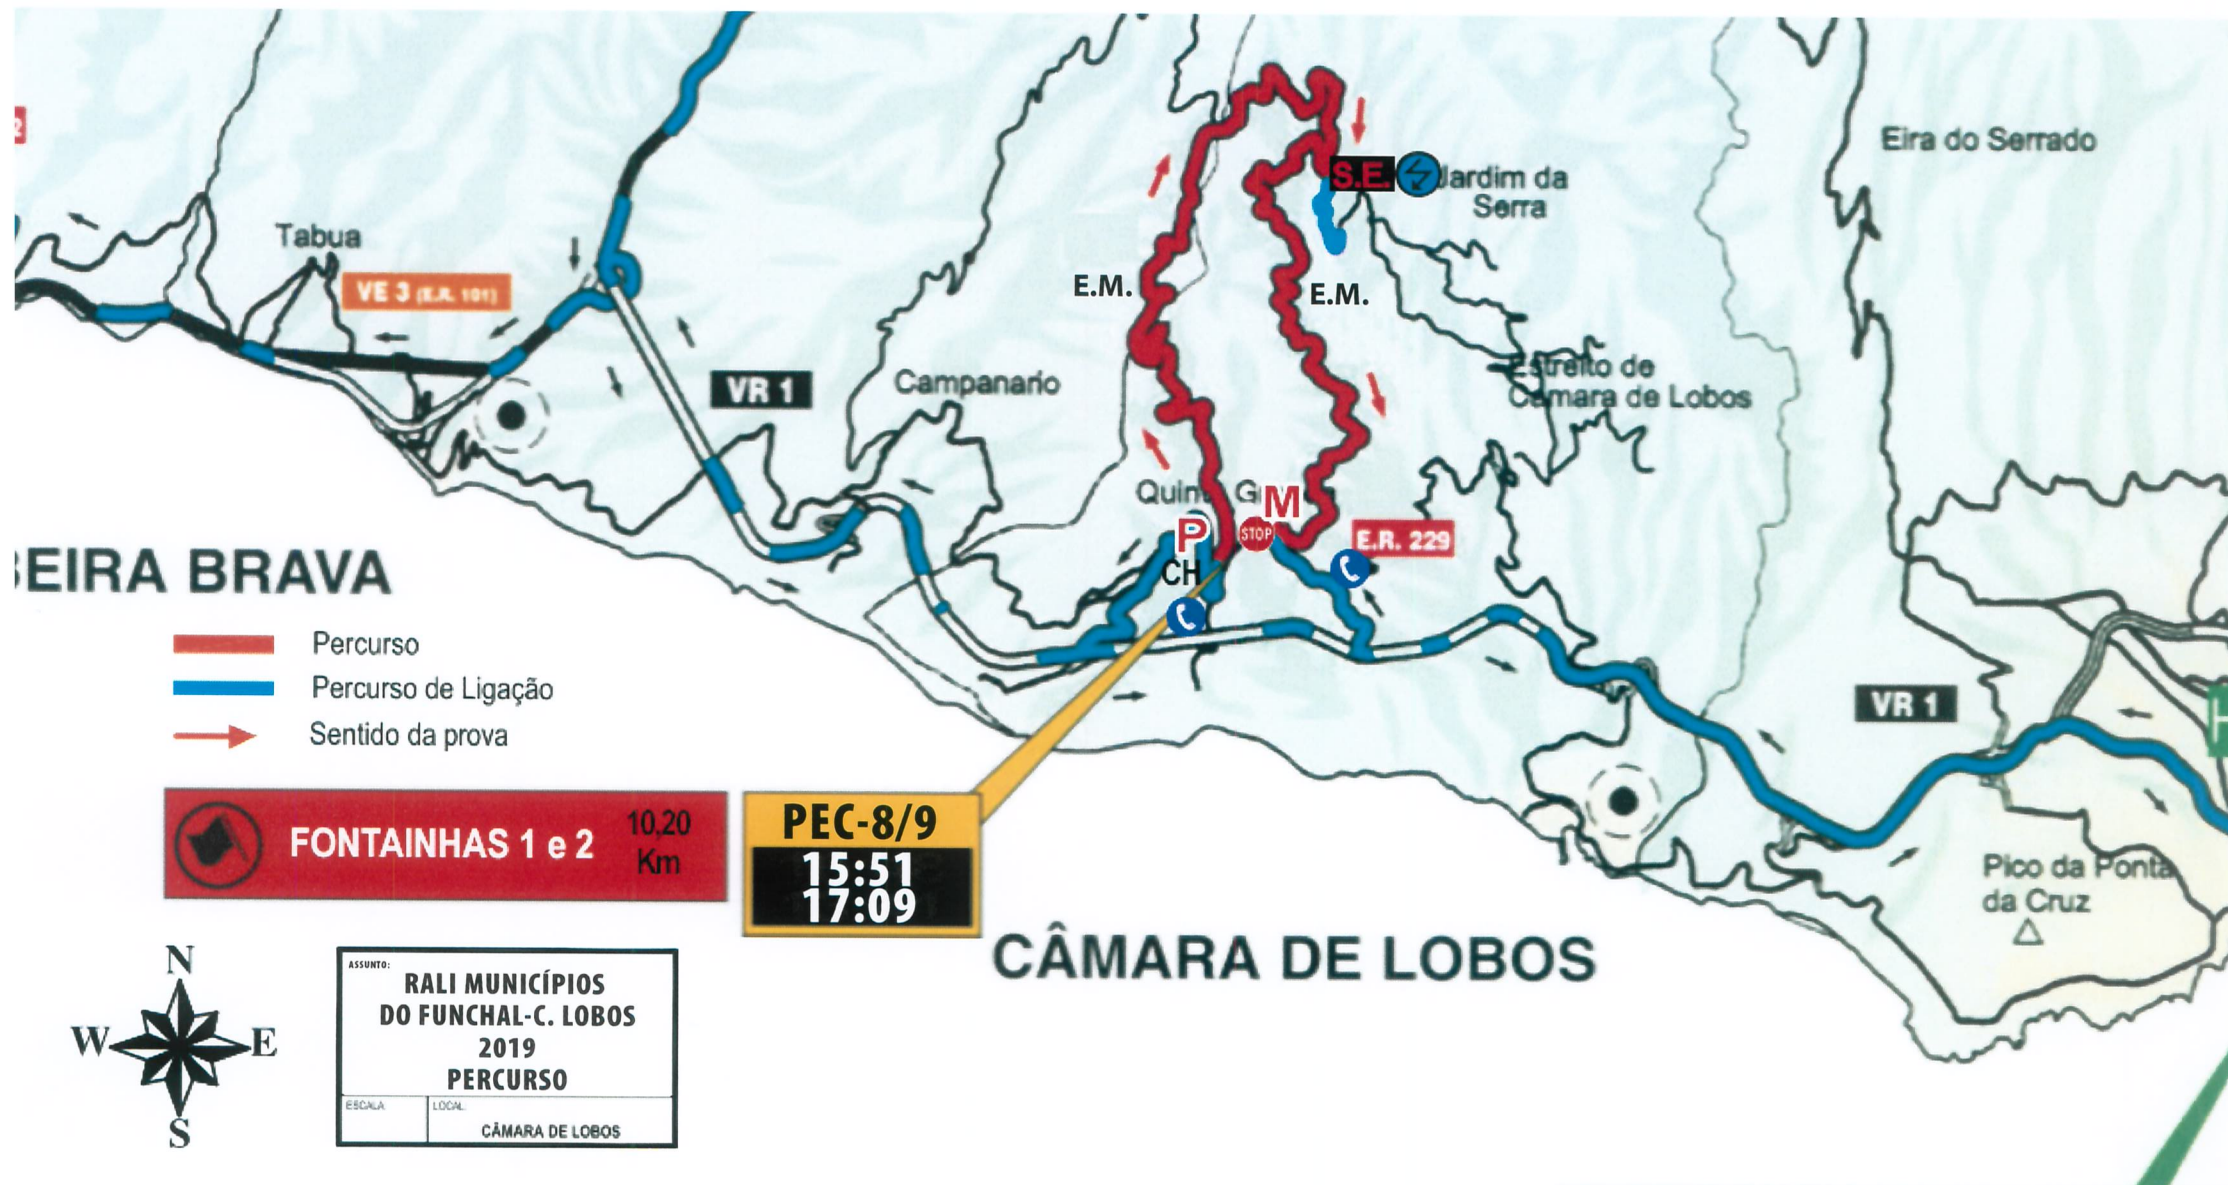 Eira do Serrado
S.E.
Jardim da
Serra
Tabua
VE 3 (E.R. 101)
E.M.
E.M.
VR 1
Campanario
Estreito de
Câmara de Lobos
M
P
STOP
E.R. 229
CH
EIRA BRAVA
Percurso
Percurso de Ligação
Sentido da prova
VR 1
H
FONTAINHAS 1 e 2
10,20
Km
PEC-8/9
15:51
17:09
Pico da Ponta
da Cruz
CÂMARA DE LOBOS
N
W
E
S
ASSUNTO:
RALI MUNICÍPIOS
DO FUNCHAL-C. LOBOS
2019
PERCURSO
ESCALA
LOCAL
CÂMARA DE LOBOS